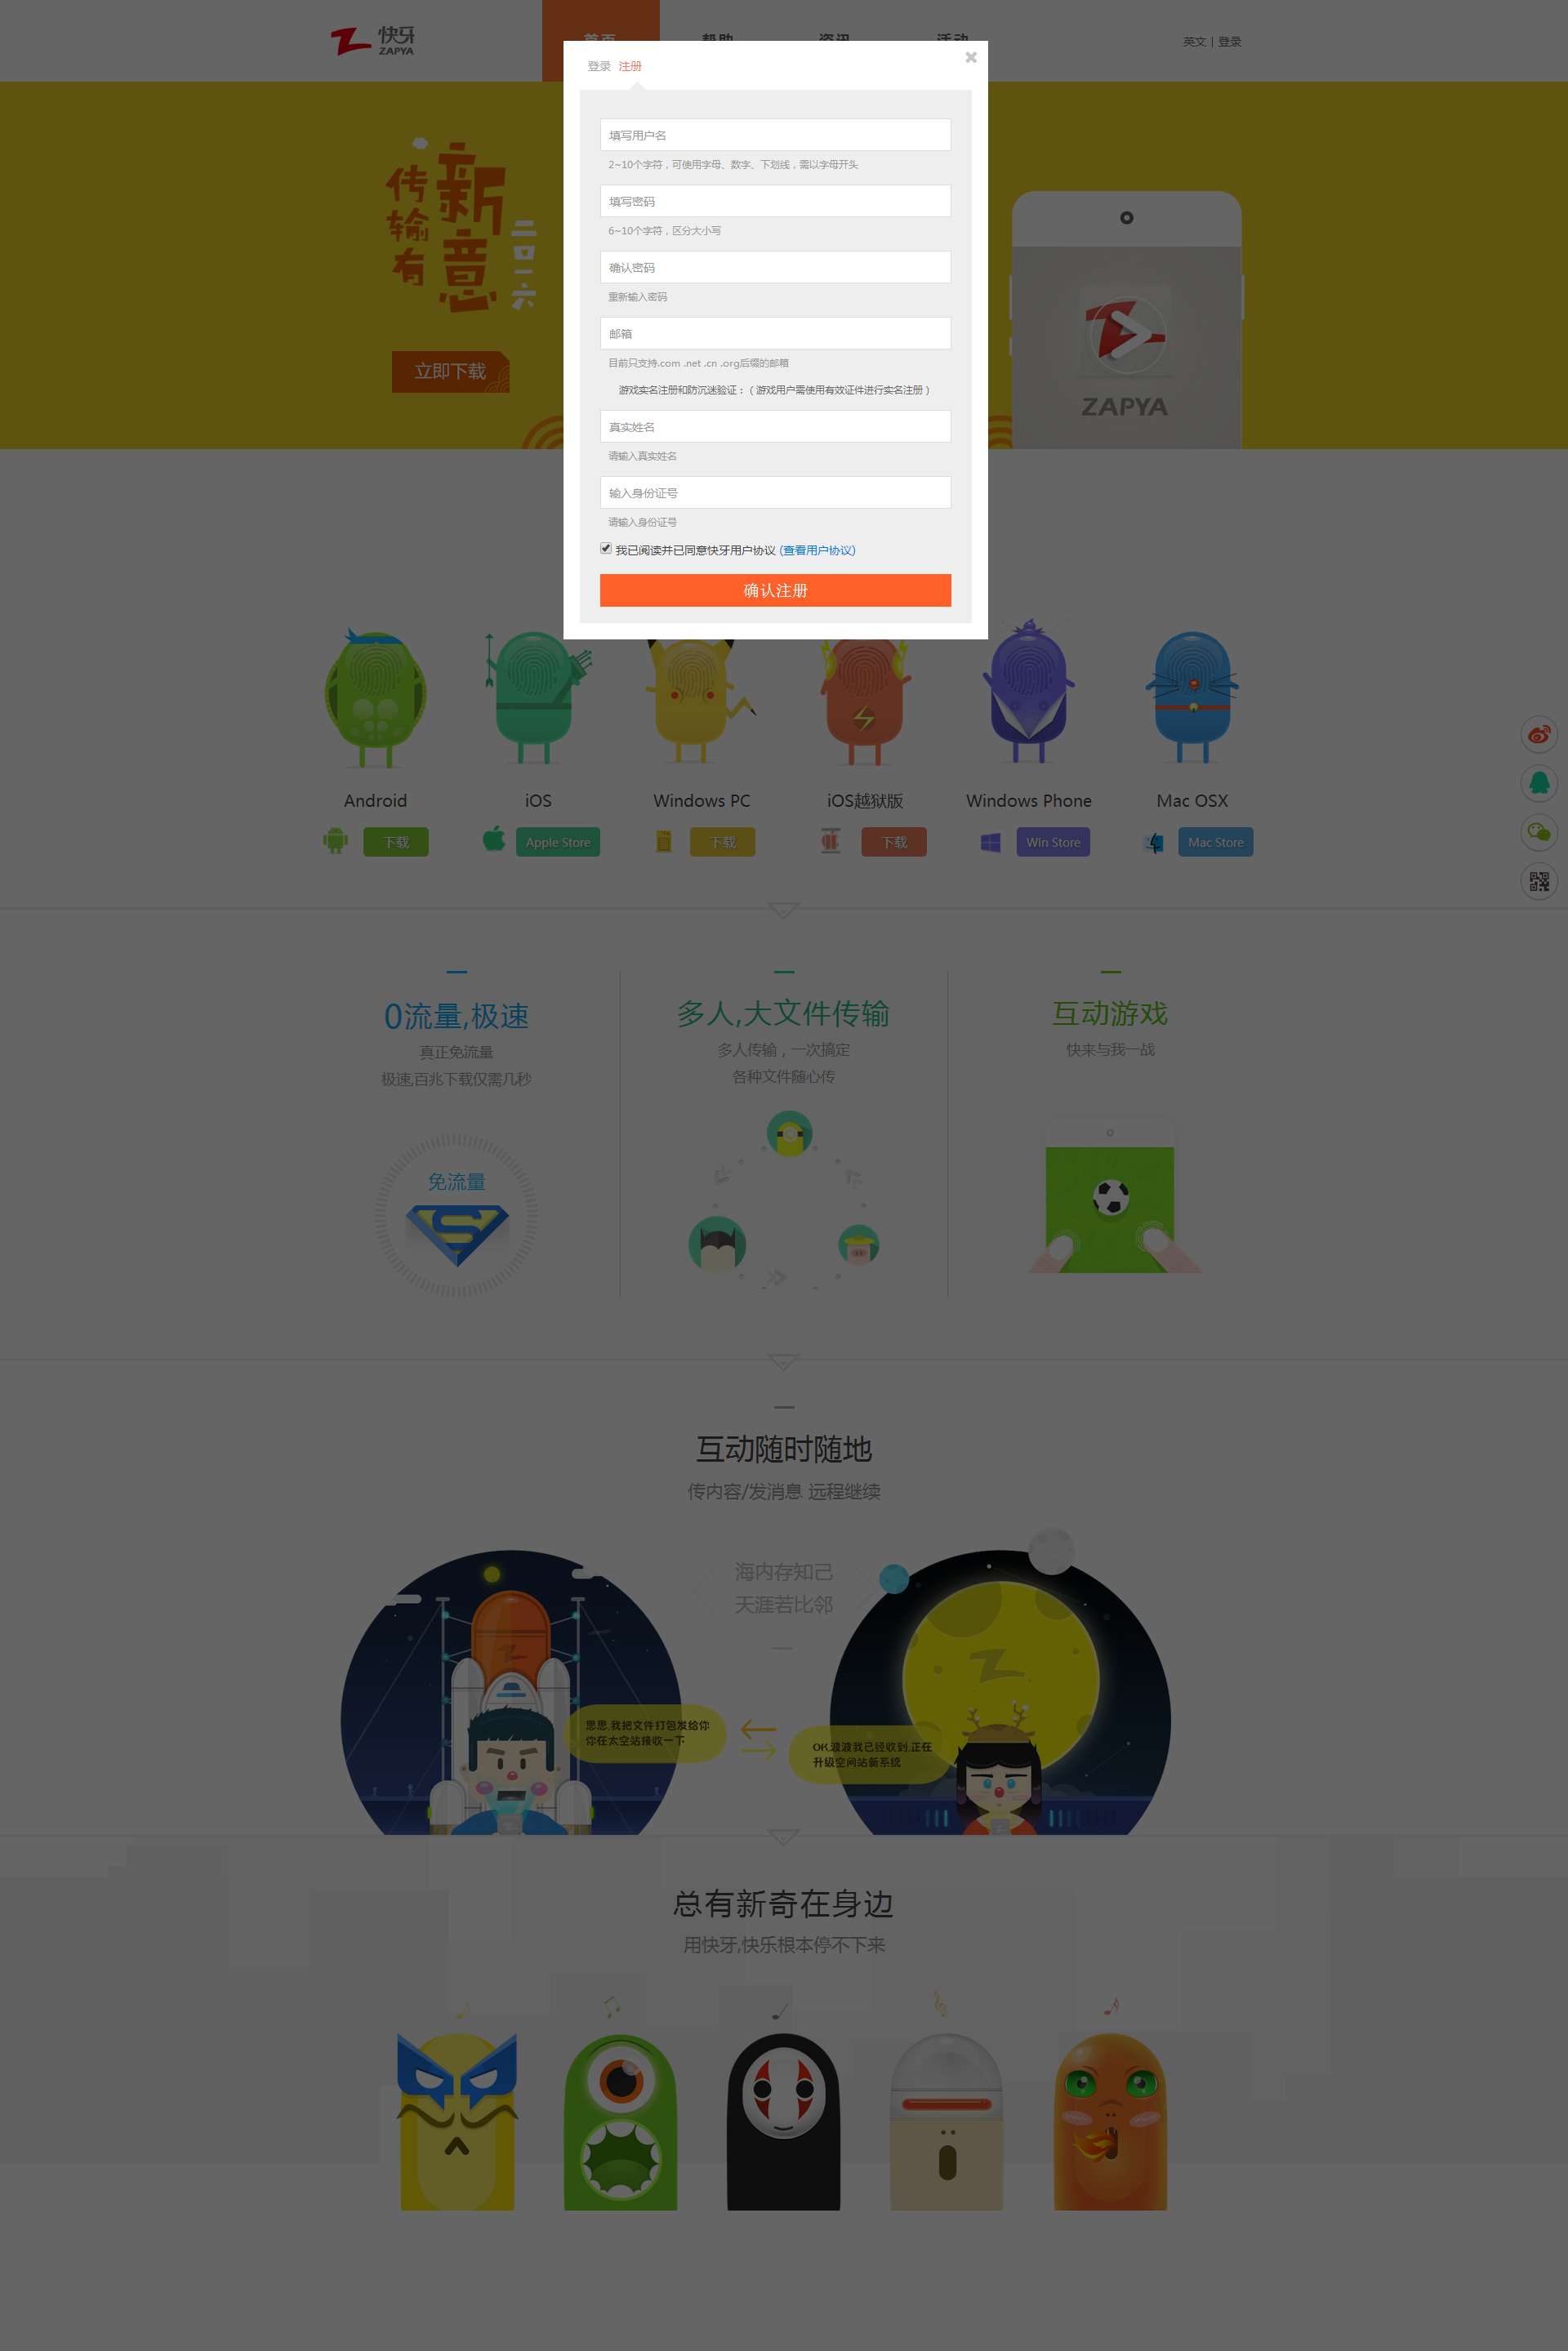 快牙
ZAPYA
首页
帮助
资讯
活动
英文 | 登录
登录 注册
填写用户名
2~10个字符，可使用字母、数字、下划线，需以字母开头
填写密码
6~10个字符，区分大小写
确认密码
重新输入密码
邮箱
目前只支持.com .net .cn .org后缀的邮箱
游戏实名注册和防沉迷验证：（游戏用户需使用有效证件进行实名注册）
真实姓名
请输入真实姓名
输入身份证号
请输入身份证号
我已阅读并已同意快牙用户协议 (查看用户协议)
确认注册
传输有
新意
二〇一六
立即下载
ZAPYA
Android
iOS
Windows PC
iOS越狱版
Windows Phone
Mac OSX
下载
Apple Store
下载
下载
Win Store
Mac Store
0流量,极速
真正免流量
极速,百兆下载仅需几秒
免流量
多人,大文件传输
多人传输，一次搞定
各种文件随心传
互动游戏
快来与我一战
互动随时随地
传内容/发消息 远程继续
海内存知己
天涯若比邻
思思,我把文件打包发给你
你在太空站接收一下
OK,波波我已经收到,正在
升级空间站新系统
总有新奇在身边
用快牙,快乐根本停不下来